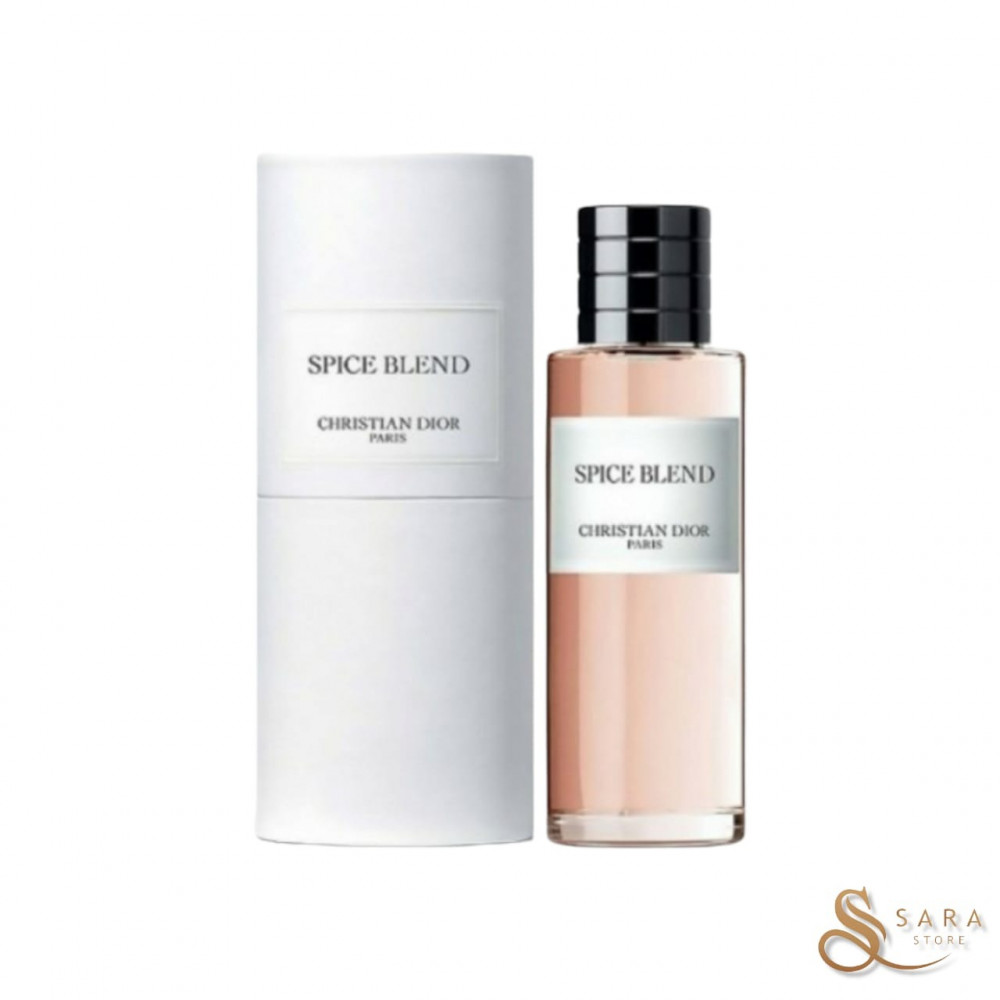 SPICE BLEND
CHRISTIAN DIOR
PARIS
SPICE BLEND
CHRISTIAN DIOR
PARIS
SARA
STORE